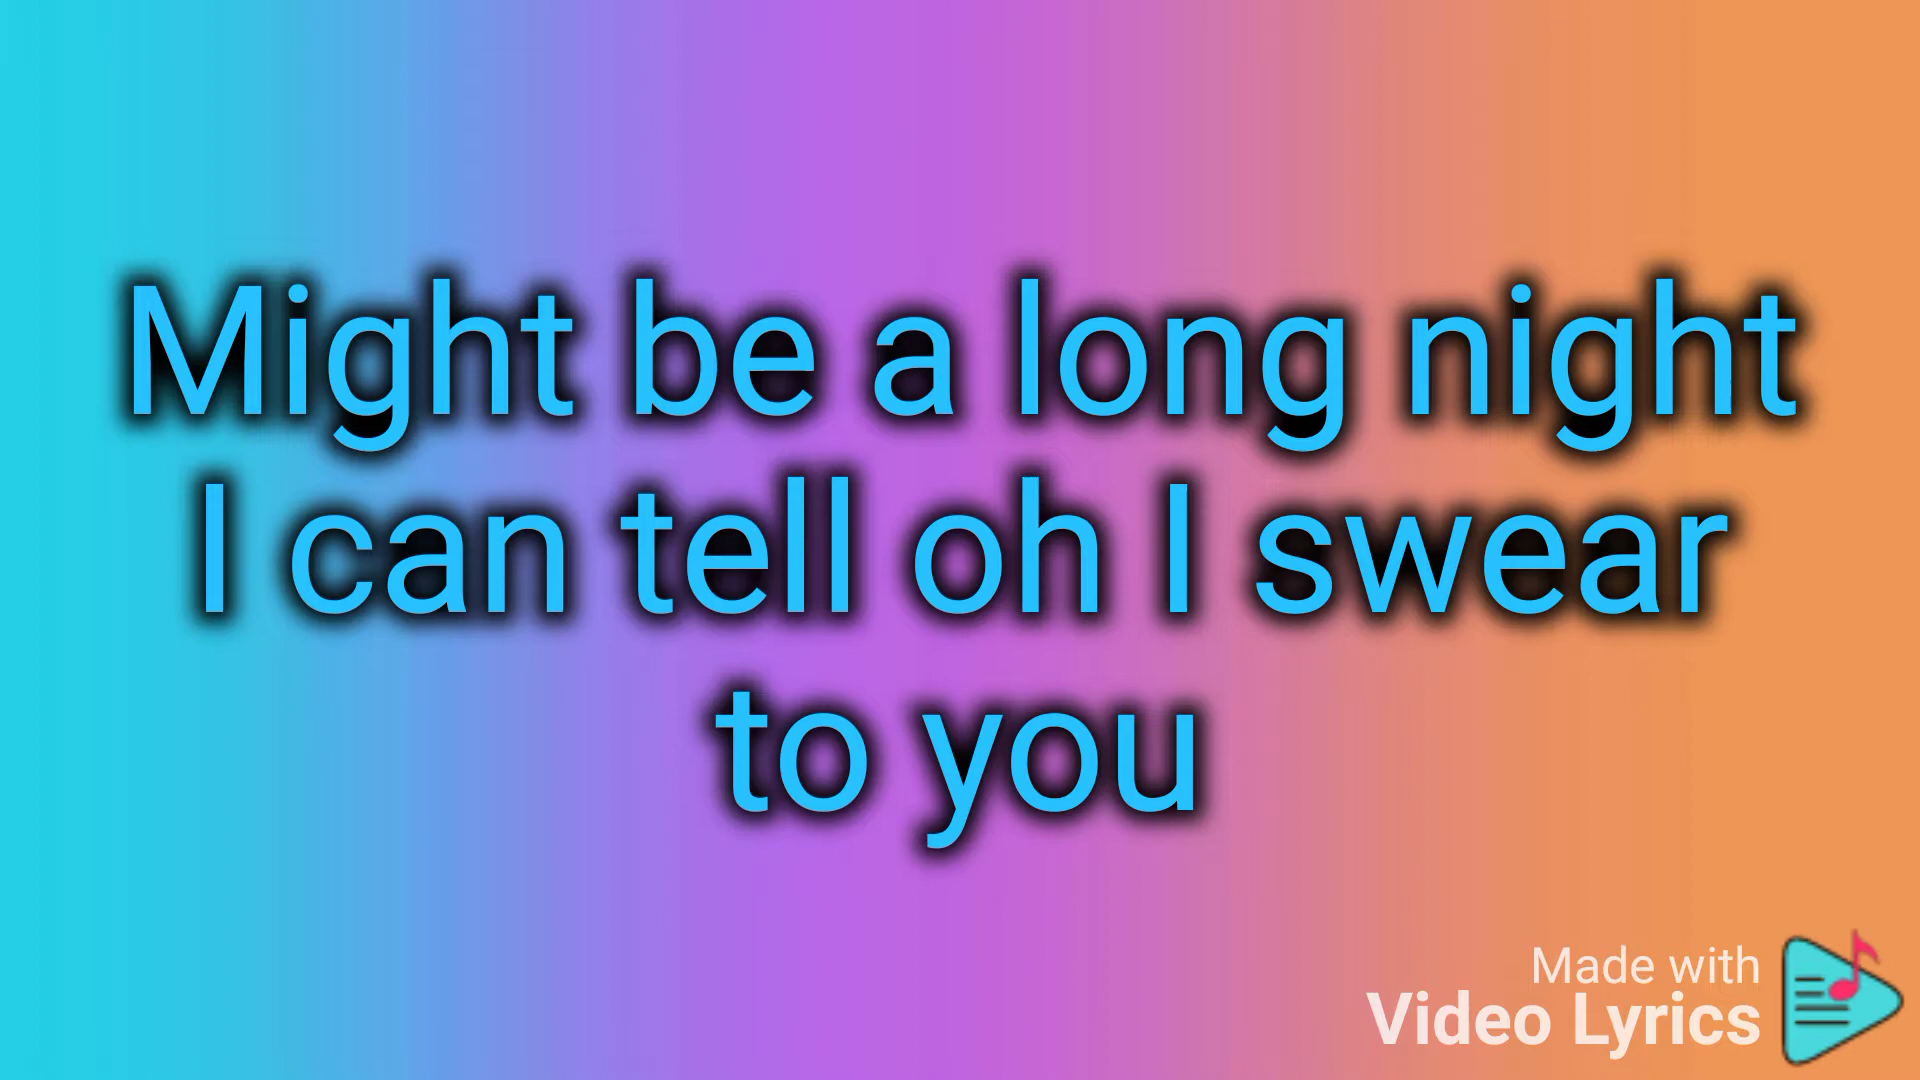 Might be a long night
I can tell oh I swear
to you
Made with
Video Lyrics